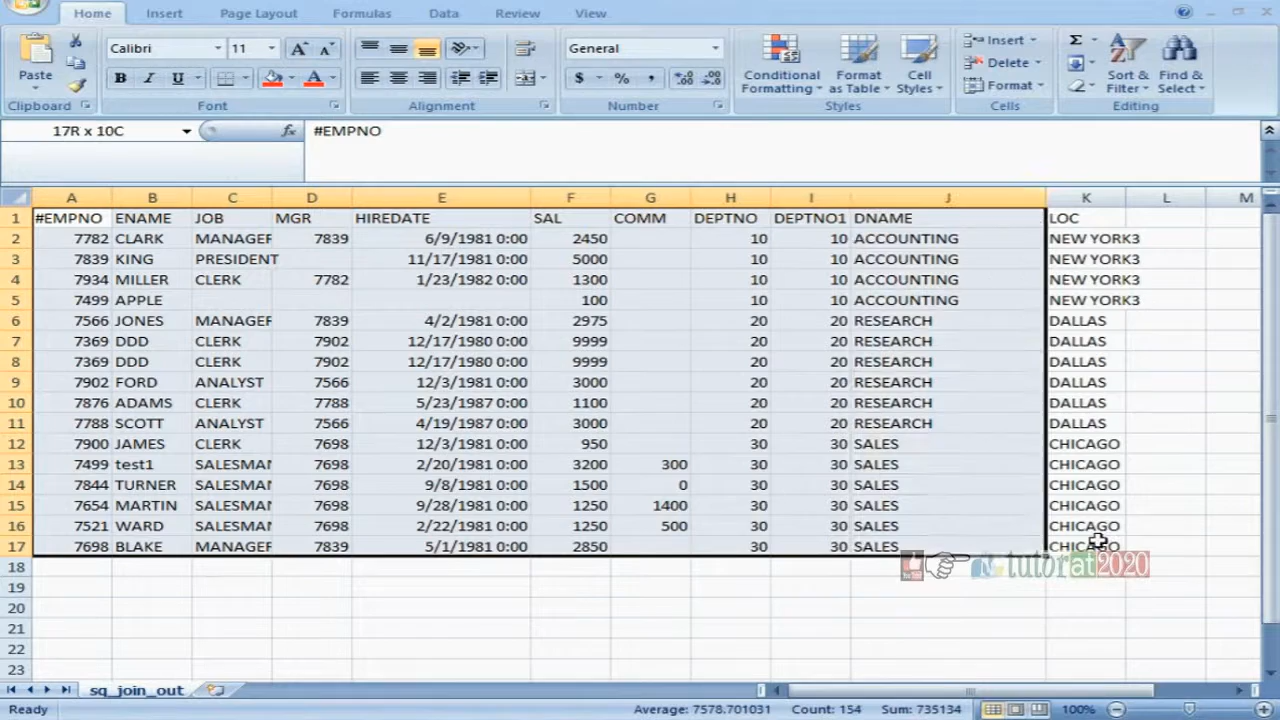 Home Insert Page Layout Formulas Data Review View
Paste Calibri 11 A A General Conditional Formatting Format as Table Cell Styles Insert Delete Format Σ Sort & Filter Find & Select
B I U A $ % ,
Clipboard Font Alignment Number Styles Cells Editing
17R x 10C fx #EMPNO
A B C D E F G H I J K L M
1 #EMPNO ENAME JOB MGR HIREDATE SAL COMM DEPTNO DEPTNO1 DNAME LOC
2 7782 CLARK MANAGER 7839 6/9/1981 0:00 2450 10 10 ACCOUNTING NEW YORK3
3 7839 KING PRESIDENT 11/17/1981 0:00 5000 10 10 ACCOUNTING NEW YORK3
4 7934 MILLER CLERK 7782 1/23/1982 0:00 1300 10 10 ACCOUNTING NEW YORK3
5 7499 APPLE 100 10 10 ACCOUNTING NEW YORK3
6 7566 JONES MANAGER 7839 4/2/1981 0:00 2975 20 20 RESEARCH DALLAS
7 7369 DDD CLERK 7902 12/17/1980 0:00 9999 20 20 RESEARCH DALLAS
8 7369 DDD CLERK 7902 12/17/1980 0:00 9999 20 20 RESEARCH DALLAS
9 7902 FORD ANALYST 7566 12/3/1981 0:00 3000 20 20 RESEARCH DALLAS
10 7876 ADAMS CLERK 7788 5/23/1987 0:00 1100 20 20 RESEARCH DALLAS
11 7788 SCOTT ANALYST 7566 4/19/1987 0:00 3000 20 20 RESEARCH DALLAS
12 7900 JAMES CLERK 7698 12/3/1981 0:00 950 30 30 SALES CHICAGO
13 7499 test1 SALESMAN 7698 2/20/1981 0:00 3200 300 30 30 SALES CHICAGO
14 7844 TURNER SALESMAN 7698 9/8/1981 0:00 1500 0 30 30 SALES CHICAGO
15 7654 MARTIN SALESMAN 7698 9/28/1981 0:00 1250 1400 30 30 SALES CHICAGO
16 7521 WARD SALESMAN 7698 2/22/1981 0:00 1250 500 30 30 SALES CHICAGO
17 7698 BLAKE MANAGER 7839 5/1/1981 0:00 2850 30 30 SALES CHICAGO
18 tutorat2020
19
20
21
22
23
sq_join_out
Ready Average: 7578.701031 Count: 154 Sum: 735134 100%